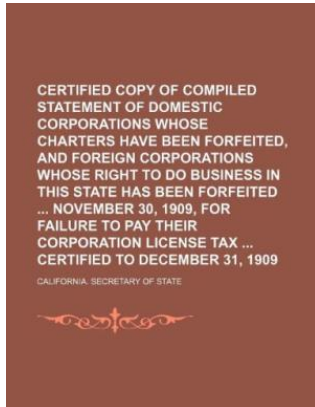 CERTIFIED COPY OF COMPILED
STATEMENT OF DOMESTIC
CORPORATIONS WHOSE
CHARTERS HAVE BEEN FORFEITED,
AND FOREIGN CORPORATIONS
WHOSE RIGHT TO DO BUSINESS IN
THIS STATE HAS BEEN FORFEITED
... NOVEMBER 30, 1909, FOR
FAILURE TO PAY THEIR
CORPORATION LICENSE TAX ...
CERTIFIED TO DECEMBER 31, 1909
CALIFORNIA. SECRETARY OF STATE